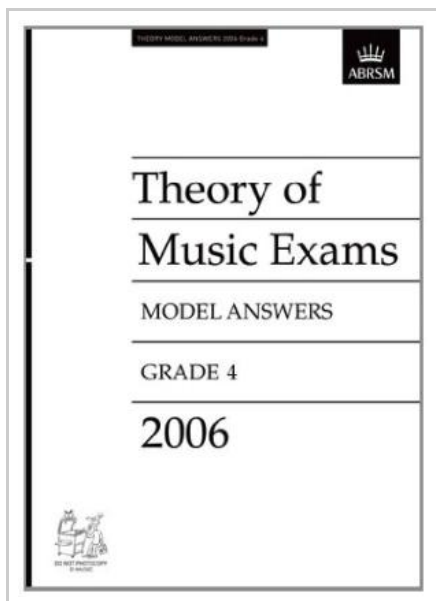 THEORY MODEL ANSWERS 2006 Grade 4
ABRSM
Theory of
Music Exams
MODEL ANSWERS
GRADE 4
2006
DO NOT PHOTOCOPY
© MUSIC